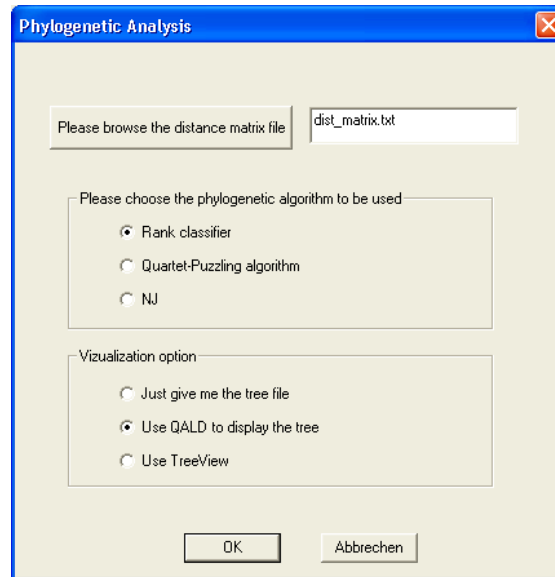 Phylogenetic Analysis
Please browse the distance matrix file
dist_matrix.txt
Please choose the phylogenetic algorithm to be used
Rank classifier
Quartet-Puzzling algorithm
NJ
Vizualization option
Just give me the tree file
Use QALD to display the tree
Use TreeView
OK
Abbrechen